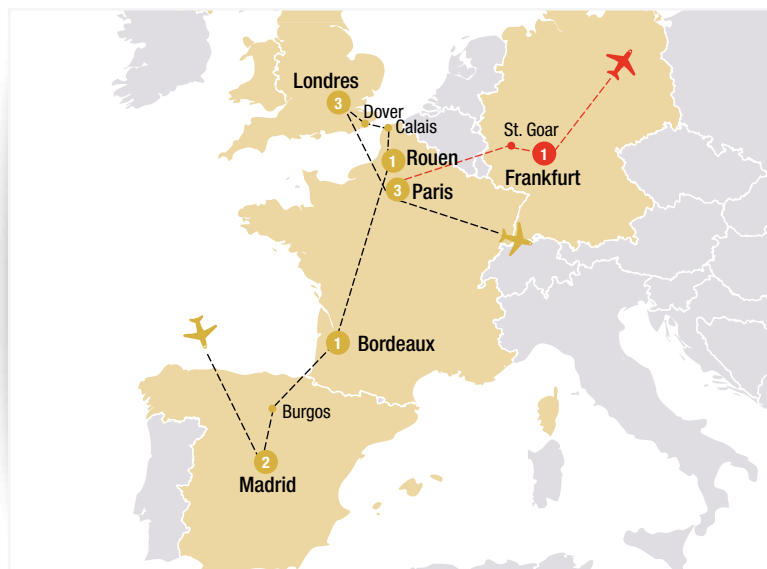 Londres
3
Dover
Calais
St. Goar
1
Rouen
1
Frankfurt
3
Paris
1
Bordeaux
Burgos
2
Madrid